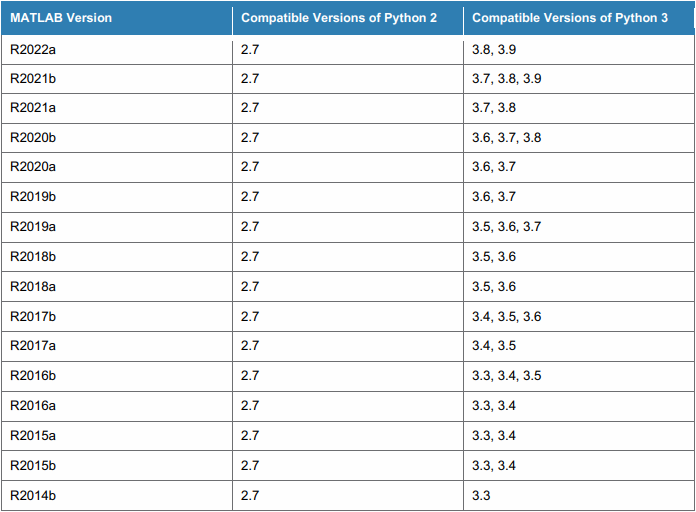 MATLAB Version Compatible Versions of Python 2 Compatible Versions of Python 3
R2022a 2.7 3.8, 3.9
R2021b 2.7 3.7, 3.8, 3.9
R2021a 2.7 3.7, 3.8
R2020b 2.7 3.6, 3.7, 3.8
R2020a 2.7 3.6, 3.7
R2019b 2.7 3.6, 3.7
R2019a 2.7 3.5, 3.6, 3.7
R2018b 2.7 3.5, 3.6
R2018a 2.7 3.5, 3.6
R2017b 2.7 3.4, 3.5, 3.6
R2017a 2.7 3.4, 3.5
R2016b 2.7 3.3, 3.4, 3.5
R2016a 2.7 3.3, 3.4
R2015a 2.7 3.3, 3.4
R2015b 2.7 3.3, 3.4
R2014b 2.7 3.3